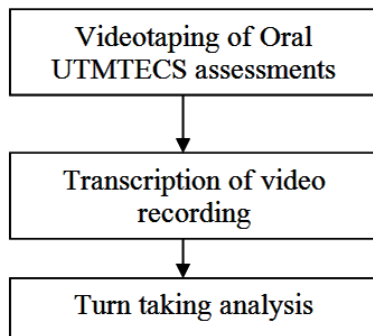 Videotaping of Oral
UTMTECS assessments
Transcription of video
recording
Turn taking analysis